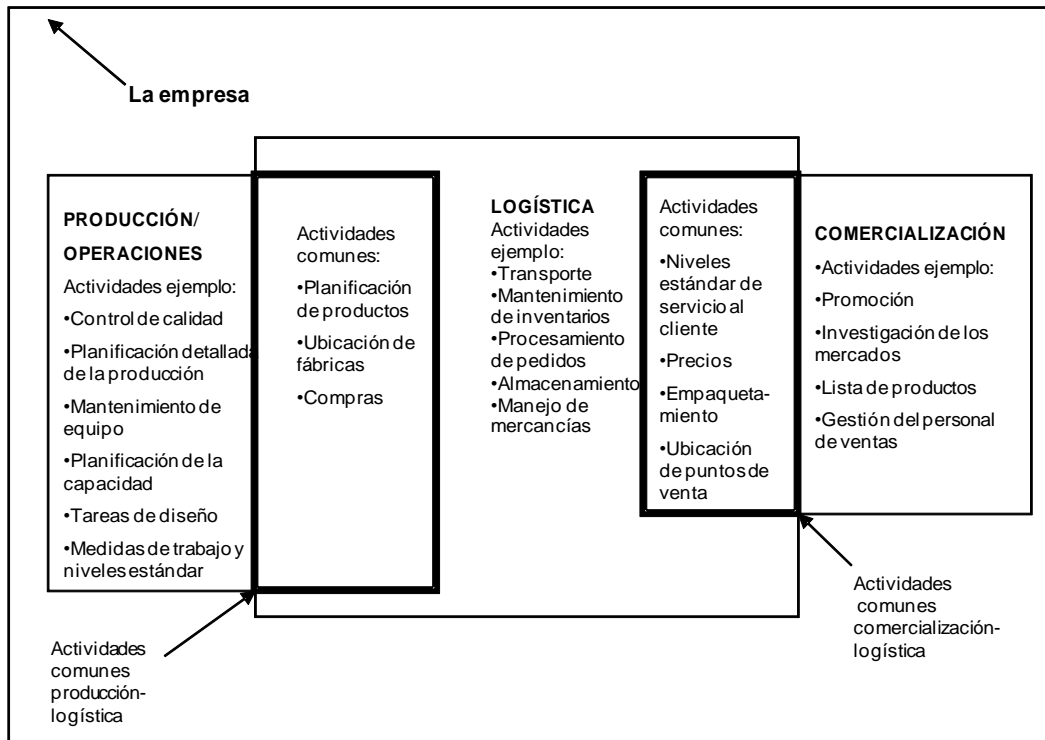 La empresa
PRODUCCIÓN/
OPERACIONES
Actividades ejemplo:
•Control de calidad
•Planificación detallada
de la producción
•Mantenimiento de
equipo
•Planificación de la
capacidad
•Tareas de diseño
•Medidas de trabajo y
niveles estándar
Actividades
comunes:
•Planificación
de productos
•Ubicación de
fábricas
•Compras
LOGÍSTICA
Actividades
ejemplo:
•Transporte
•Mantenimiento
de inventarios
•Procesamiento
de pedidos
•Almacenamiento
•Manejo de
mercancías
Actividades
comunes:
•Niveles
estándar de
servicio al
cliente
•Precios
•Empaqueta-
miento
•Ubicación
de puntos de
venta
COMERCIALIZACIÓN
•Actividades ejemplo:
•Promoción
•Investigación de los
mercados
•Lista de productos
•Gestión del personal
de ventas
Actividades
comunes
producción-
logística
Actividades
comunes
comercialización-
logística